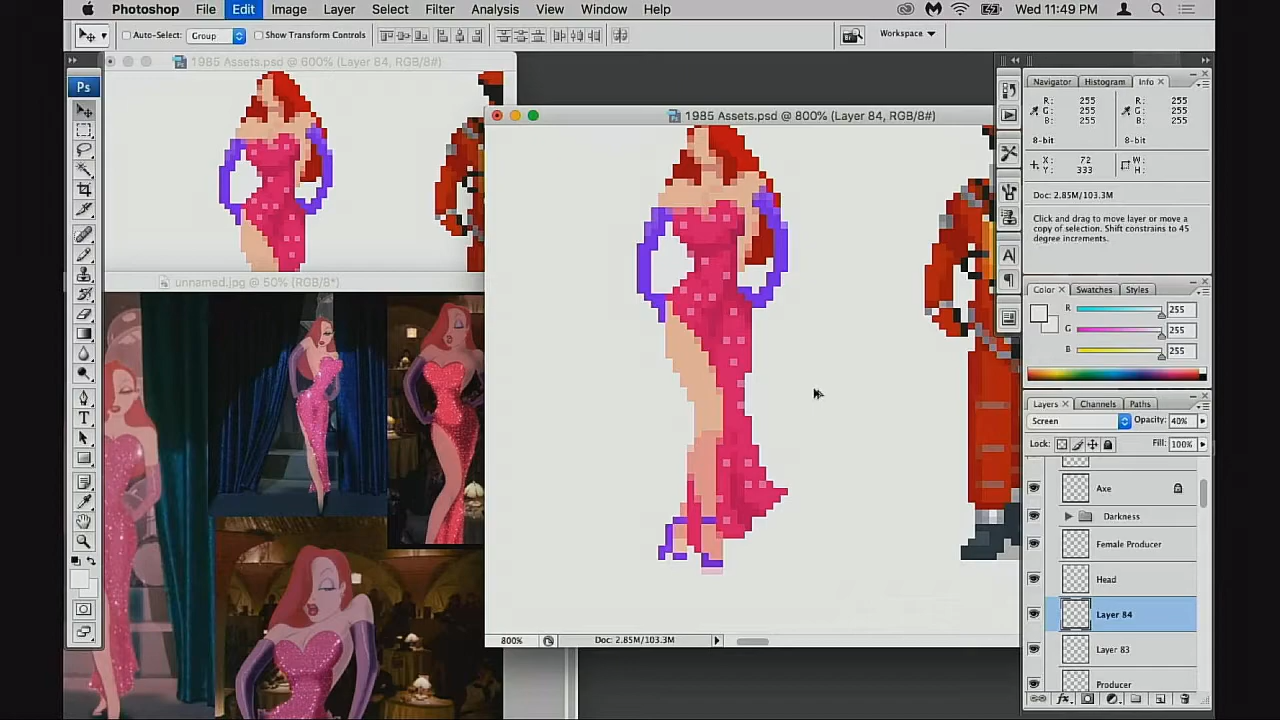 Photoshop File Edit Image Layer Select Filter Analysis View Window Help Wed 11:49 PM
Auto-Select: Group Show Transform Controls Workspace
1985 Assets.psd @ 600% (Layer 84, RGB/8#)
Navigator Histogram Info
Ps
1985 Assets.psd @ 800% (Layer 84, RGB/8#)
R: 255 R: 255
G: 255 G: 255
B: 255 B: 255
8-bit 8-bit
X: 72 W:
Y: 333 H:
Doc: 2.85M/103.3M
Click and drag to move layer or move a
copy of selection. Shift constrains to 45
degree increments.
unnamed.jpg @ 50% (RGB/8*)
Color Swatches Styles
R 255
G 255
B 255
Layers Channels Paths
Screen Opacity: 40%
Lock: Fill: 100%
Axe
Darkness
Female Producer
Head
Layer 84
Layer 83
Producer
800% Doc: 2.85M/103.3M